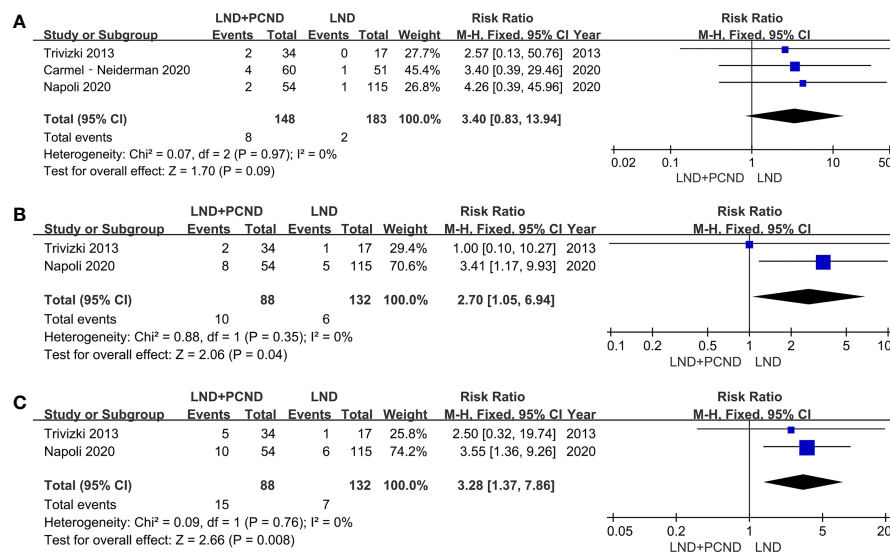 A
LND+PCND LND Risk Ratio Risk Ratio
Study or Subgroup Events Total Events Total Weight M-H, Fixed, 95% CI Year M-H, Fixed, 95% CI
Trivizki 2013 2 34 0 17 27.7% 2.57 [0.13, 50.76] 2013
Carmel - Neiderman 2020 4 60 1 51 45.4% 3.40 [0.39, 29.46] 2020
Napoli 2020 2 54 1 115 26.8% 4.26 [0.39, 45.96] 2020
Total (95% CI) 148 183 100.0% 3.40 [0.83, 13.94]
Total events 8 2
Heterogeneity: Chi² = 0.07, df = 2 (P = 0.97); I² = 0%
Test for overall effect: Z = 1.70 (P = 0.09)
0.02 0.1 1 10 50
LND+PCND LND
B
LND+PCND LND Risk Ratio Risk Ratio
Study or Subgroup Events Total Events Total Weight M-H, Fixed, 95% CI Year M-H, Fixed, 95% CI
Trivizki 2013 2 34 1 17 29.4% 1.00 [0.10, 10.27] 2013
Napoli 2020 8 54 5 115 70.6% 3.41 [1.17, 9.93] 2020
Total (95% CI) 88 132 100.0% 2.70 [1.05, 6.94]
Total events 10 6
Heterogeneity: Chi² = 0.88, df = 1 (P = 0.35); I² = 0%
Test for overall effect: Z = 2.06 (P = 0.04)
0.1 0.2 0.5 1 2 5 10
LND+PCND LND
C
LND+PCND LND Risk Ratio Risk Ratio
Study or Subgroup Events Total Events Total Weight M-H, Fixed, 95% CI Year M-H, Fixed, 95% CI
Trivizki 2013 5 34 1 17 25.8% 2.50 [0.32, 19.74] 2013
Napoli 2020 10 54 6 115 74.2% 3.55 [1.36, 9.26] 2020
Total (95% CI) 88 132 100.0% 3.28 [1.37, 7.86]
Total events 15 7
Heterogeneity: Chi² = 0.09, df = 1 (P = 0.76); I² = 0%
Test for overall effect: Z = 2.66 (P = 0.008)
0.05 0.2 1 5 20
LND+PCND LND